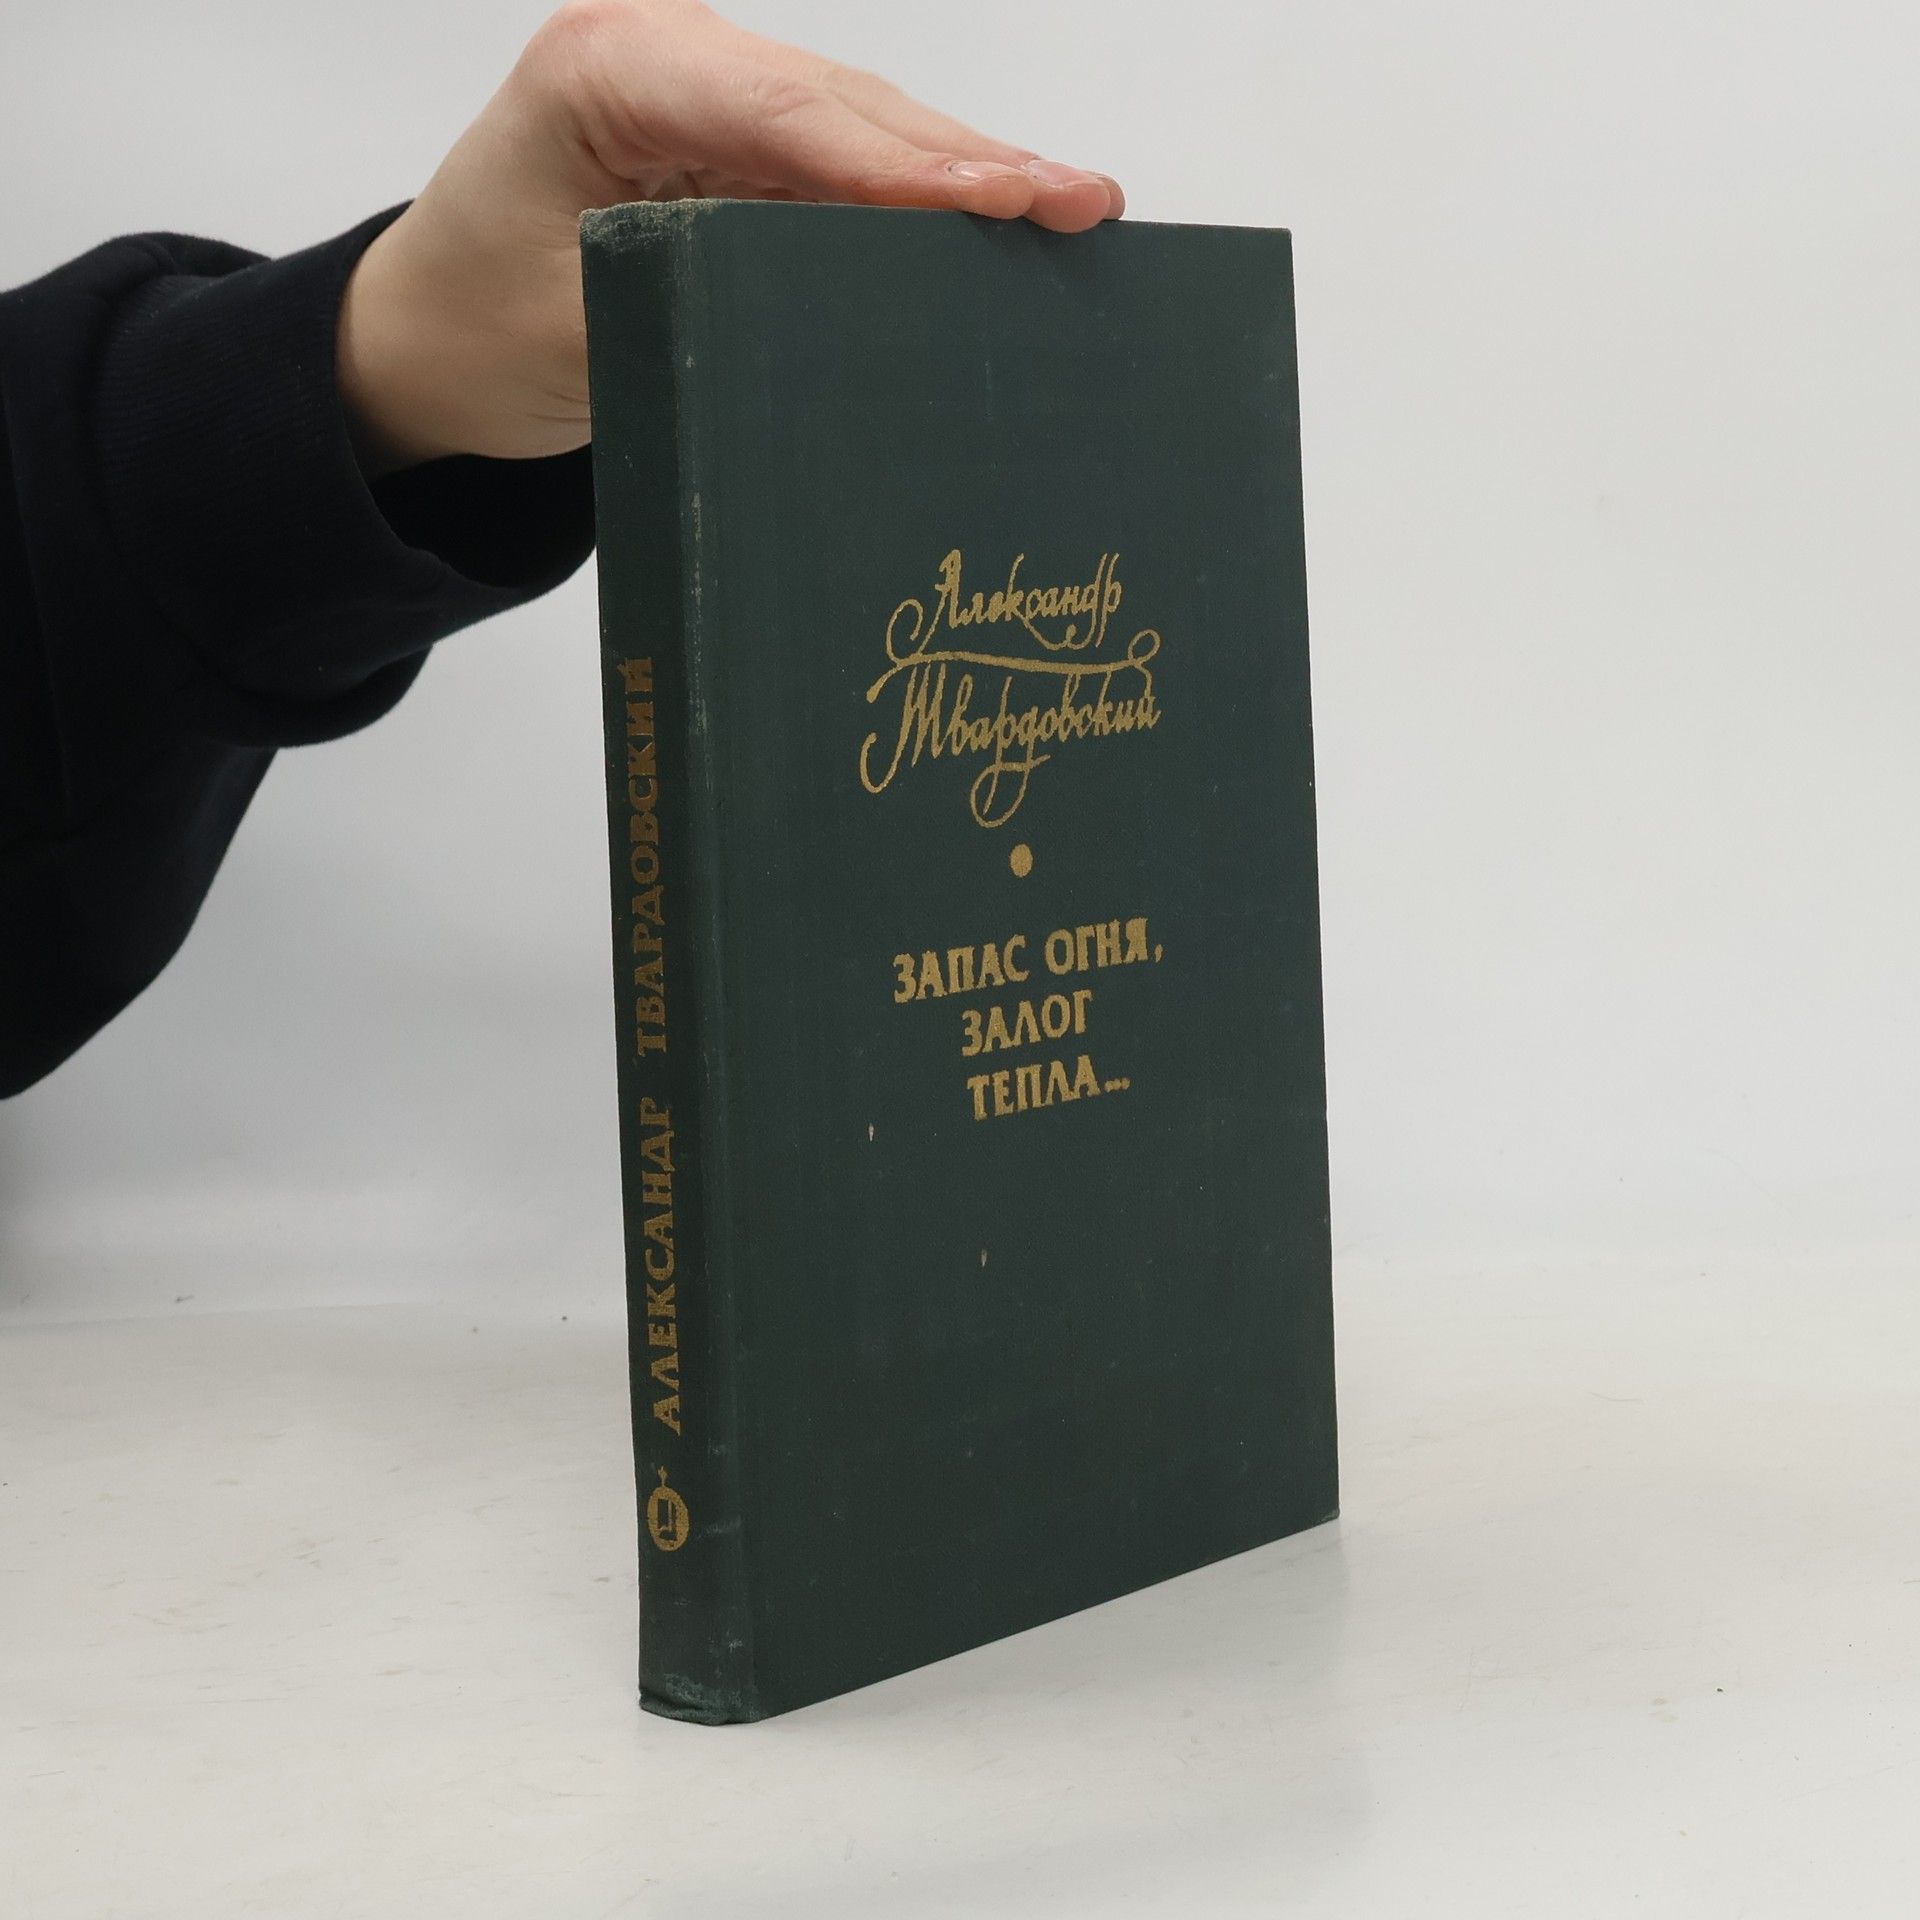 АЛЕКСАНДР ТВАРДОВСКИЙ
Александр
Твардовский
ЗАПАС ОГНЯ,
ЗАЛОГ
ТЕПЛА...